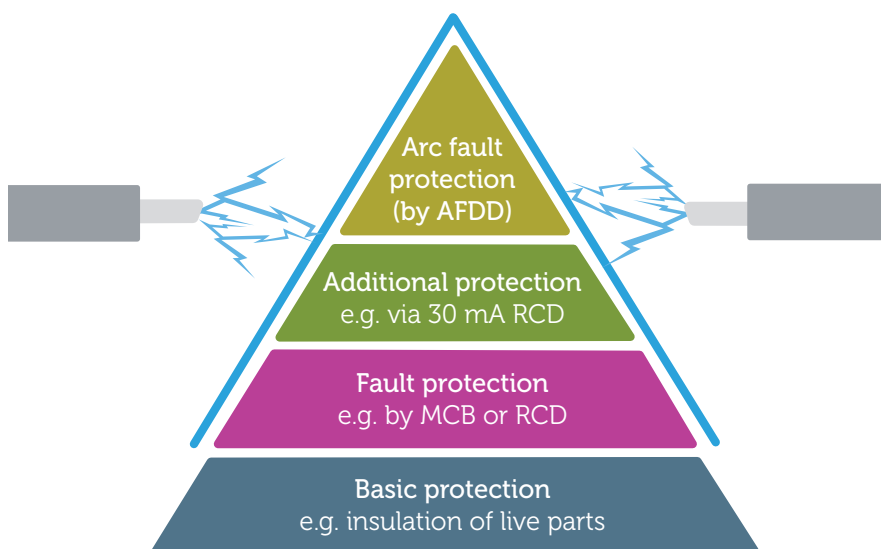 Arc fault
protection
(by AFDD)
Additional protection
e.g. via 30 mA RCD
Fault protection
e.g. by MCB or RCD
Basic protection
e.g. insulation of live parts